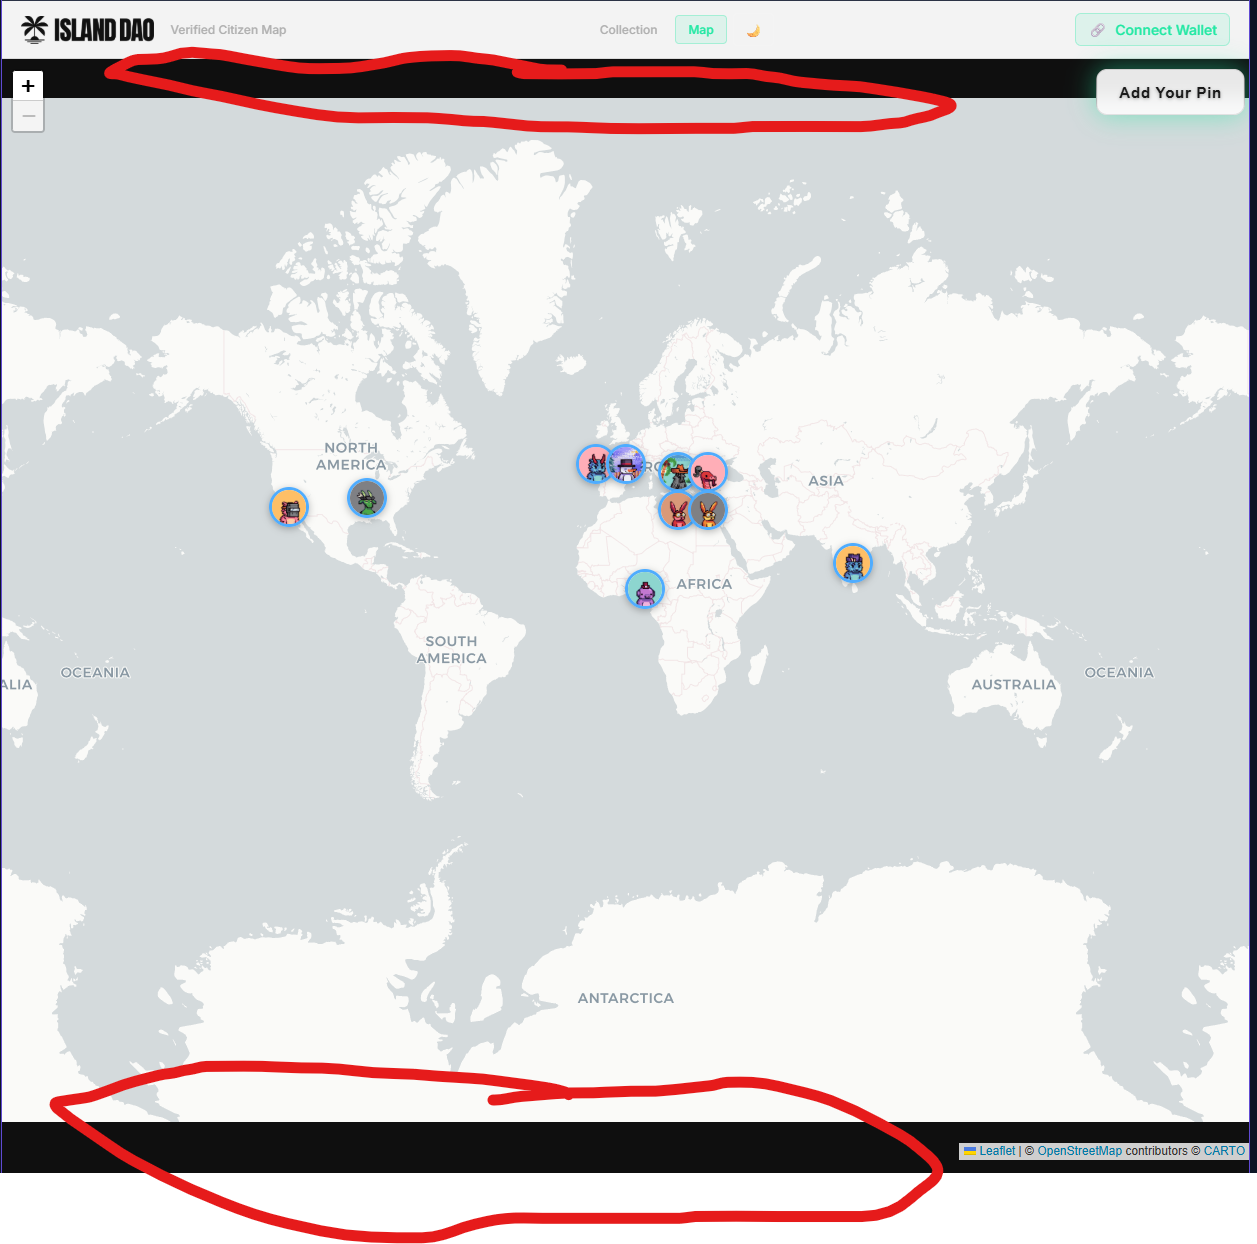 ISLAND DAO Verified Citizen Map Collection Map Connect Wallet
+
Add Your Pin
−
NORTH
AMERICA
ASIA
AFRICA
SOUTH
AMERICA
OCEANIA
OCEANIA
ALIA
AUSTRALIA
ANTARCTICA
Leaflet | © OpenStreetMap contributors © CARTO